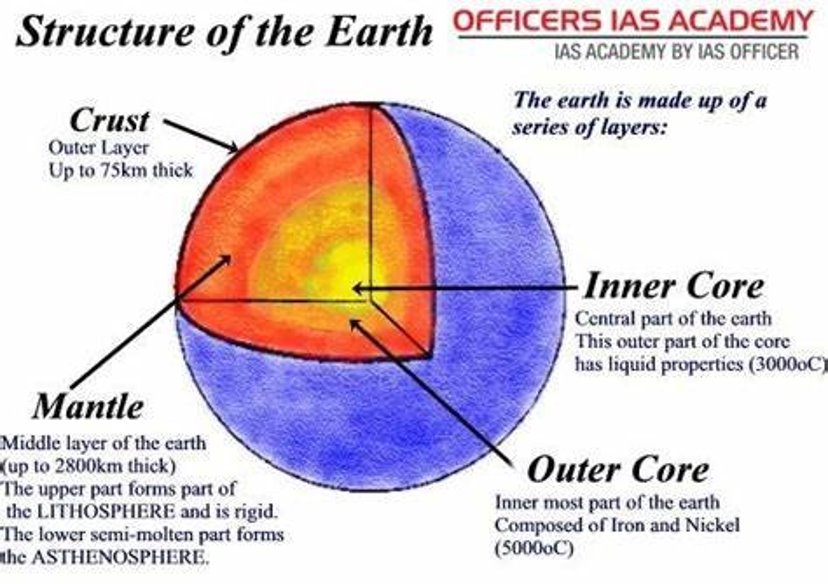 Structure of the Earth
OFFICERS IAS ACADEMY
IAS ACADEMY BY IAS OFFICER
The earth is made up of a
series of layers:
Crust
Outer Layer
Up to 75km thick
Inner Core
Central part of the earth
This outer part of the core
has liquid properties (3000oC)
Mantle
Middle layer of the earth
(up to 2800km thick)
The upper part forms part of
the LITHOSPHERE and is rigid.
The lower semi-molten part forms
the ASTHENOSPHERE.
Outer Core
Inner most part of the earth
Composed of Iron and Nickel
(5000oC)